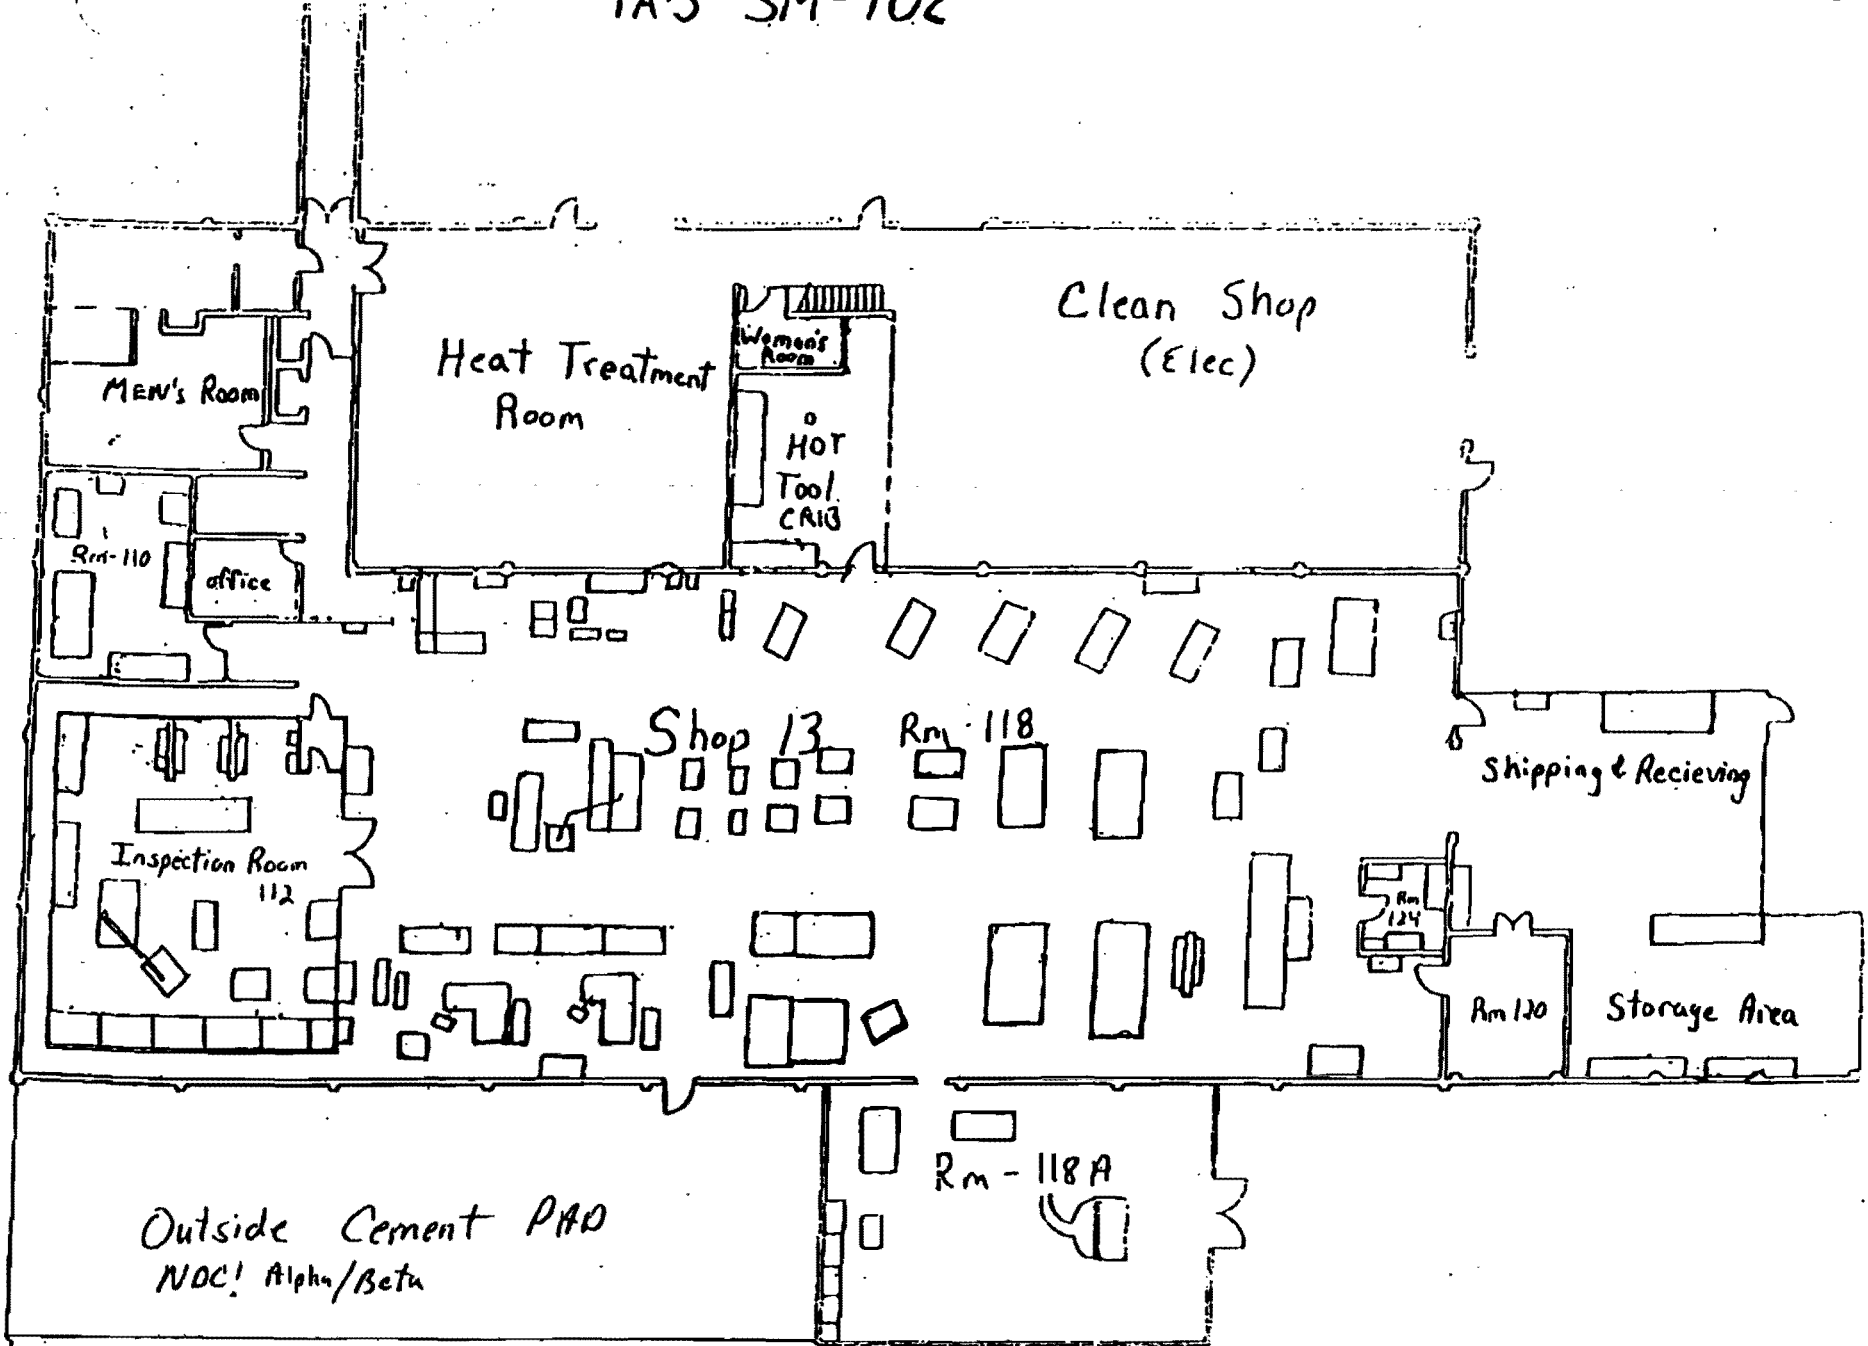 TA-3 SM-102
Clean Shop
(Elec)
Women's
Room
Heat Treatment
Room
MEN's Room
HOT
Tool
CRIB
Rm-110
office
Shop 13 Rm-118
Shipping & Recieving
Inspection Room
112
Rm
124
Rm 120
Storage Area
Rm - 118A
Outside Cement PAD
NDC! Alpha/Beta